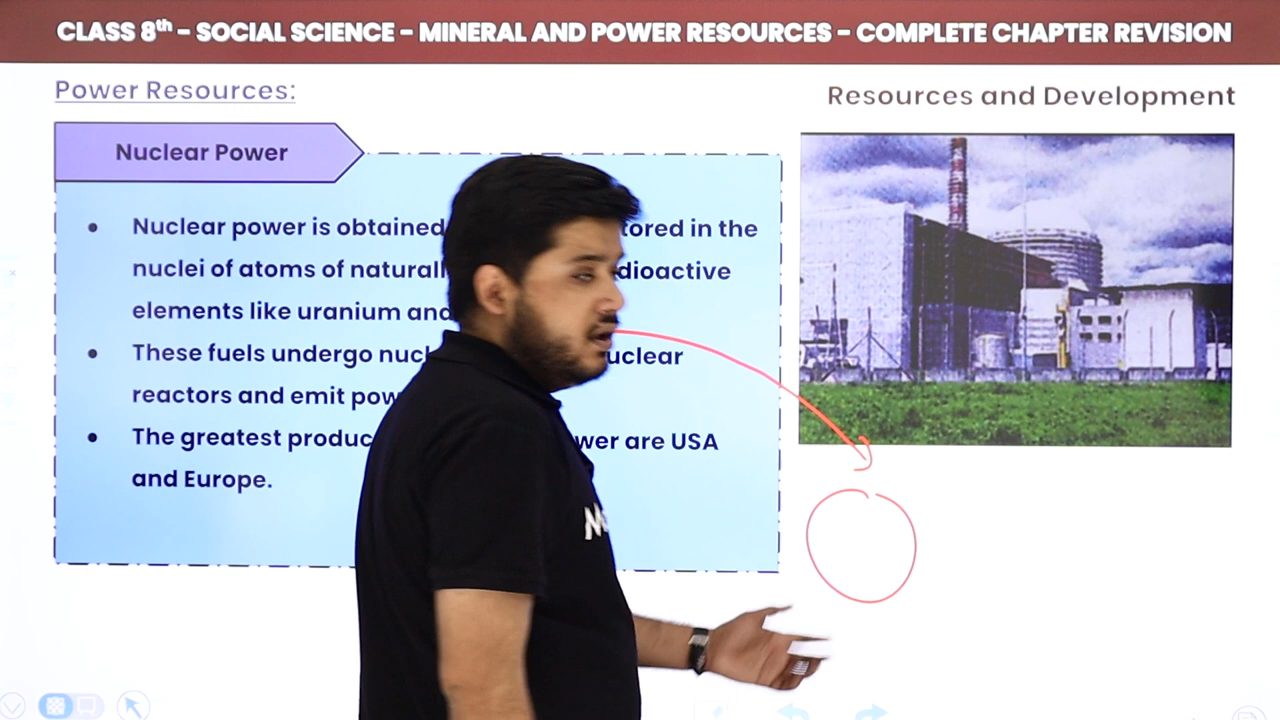 CLASS 8th – SOCIAL SCIENCE – MINERAL AND POWER RESOURCES – COMPLETE CHAPTER REVISION
Power Resources:
Resources and Development
Nuclear Power
• Nuclear power is obtained tored in the
nuclei of atoms of naturall dioactive
elements like uranium and
• These fuels undergo nucl uclear
reactors and emit pow
• The greatest produc wer are USA
and Europe.
M